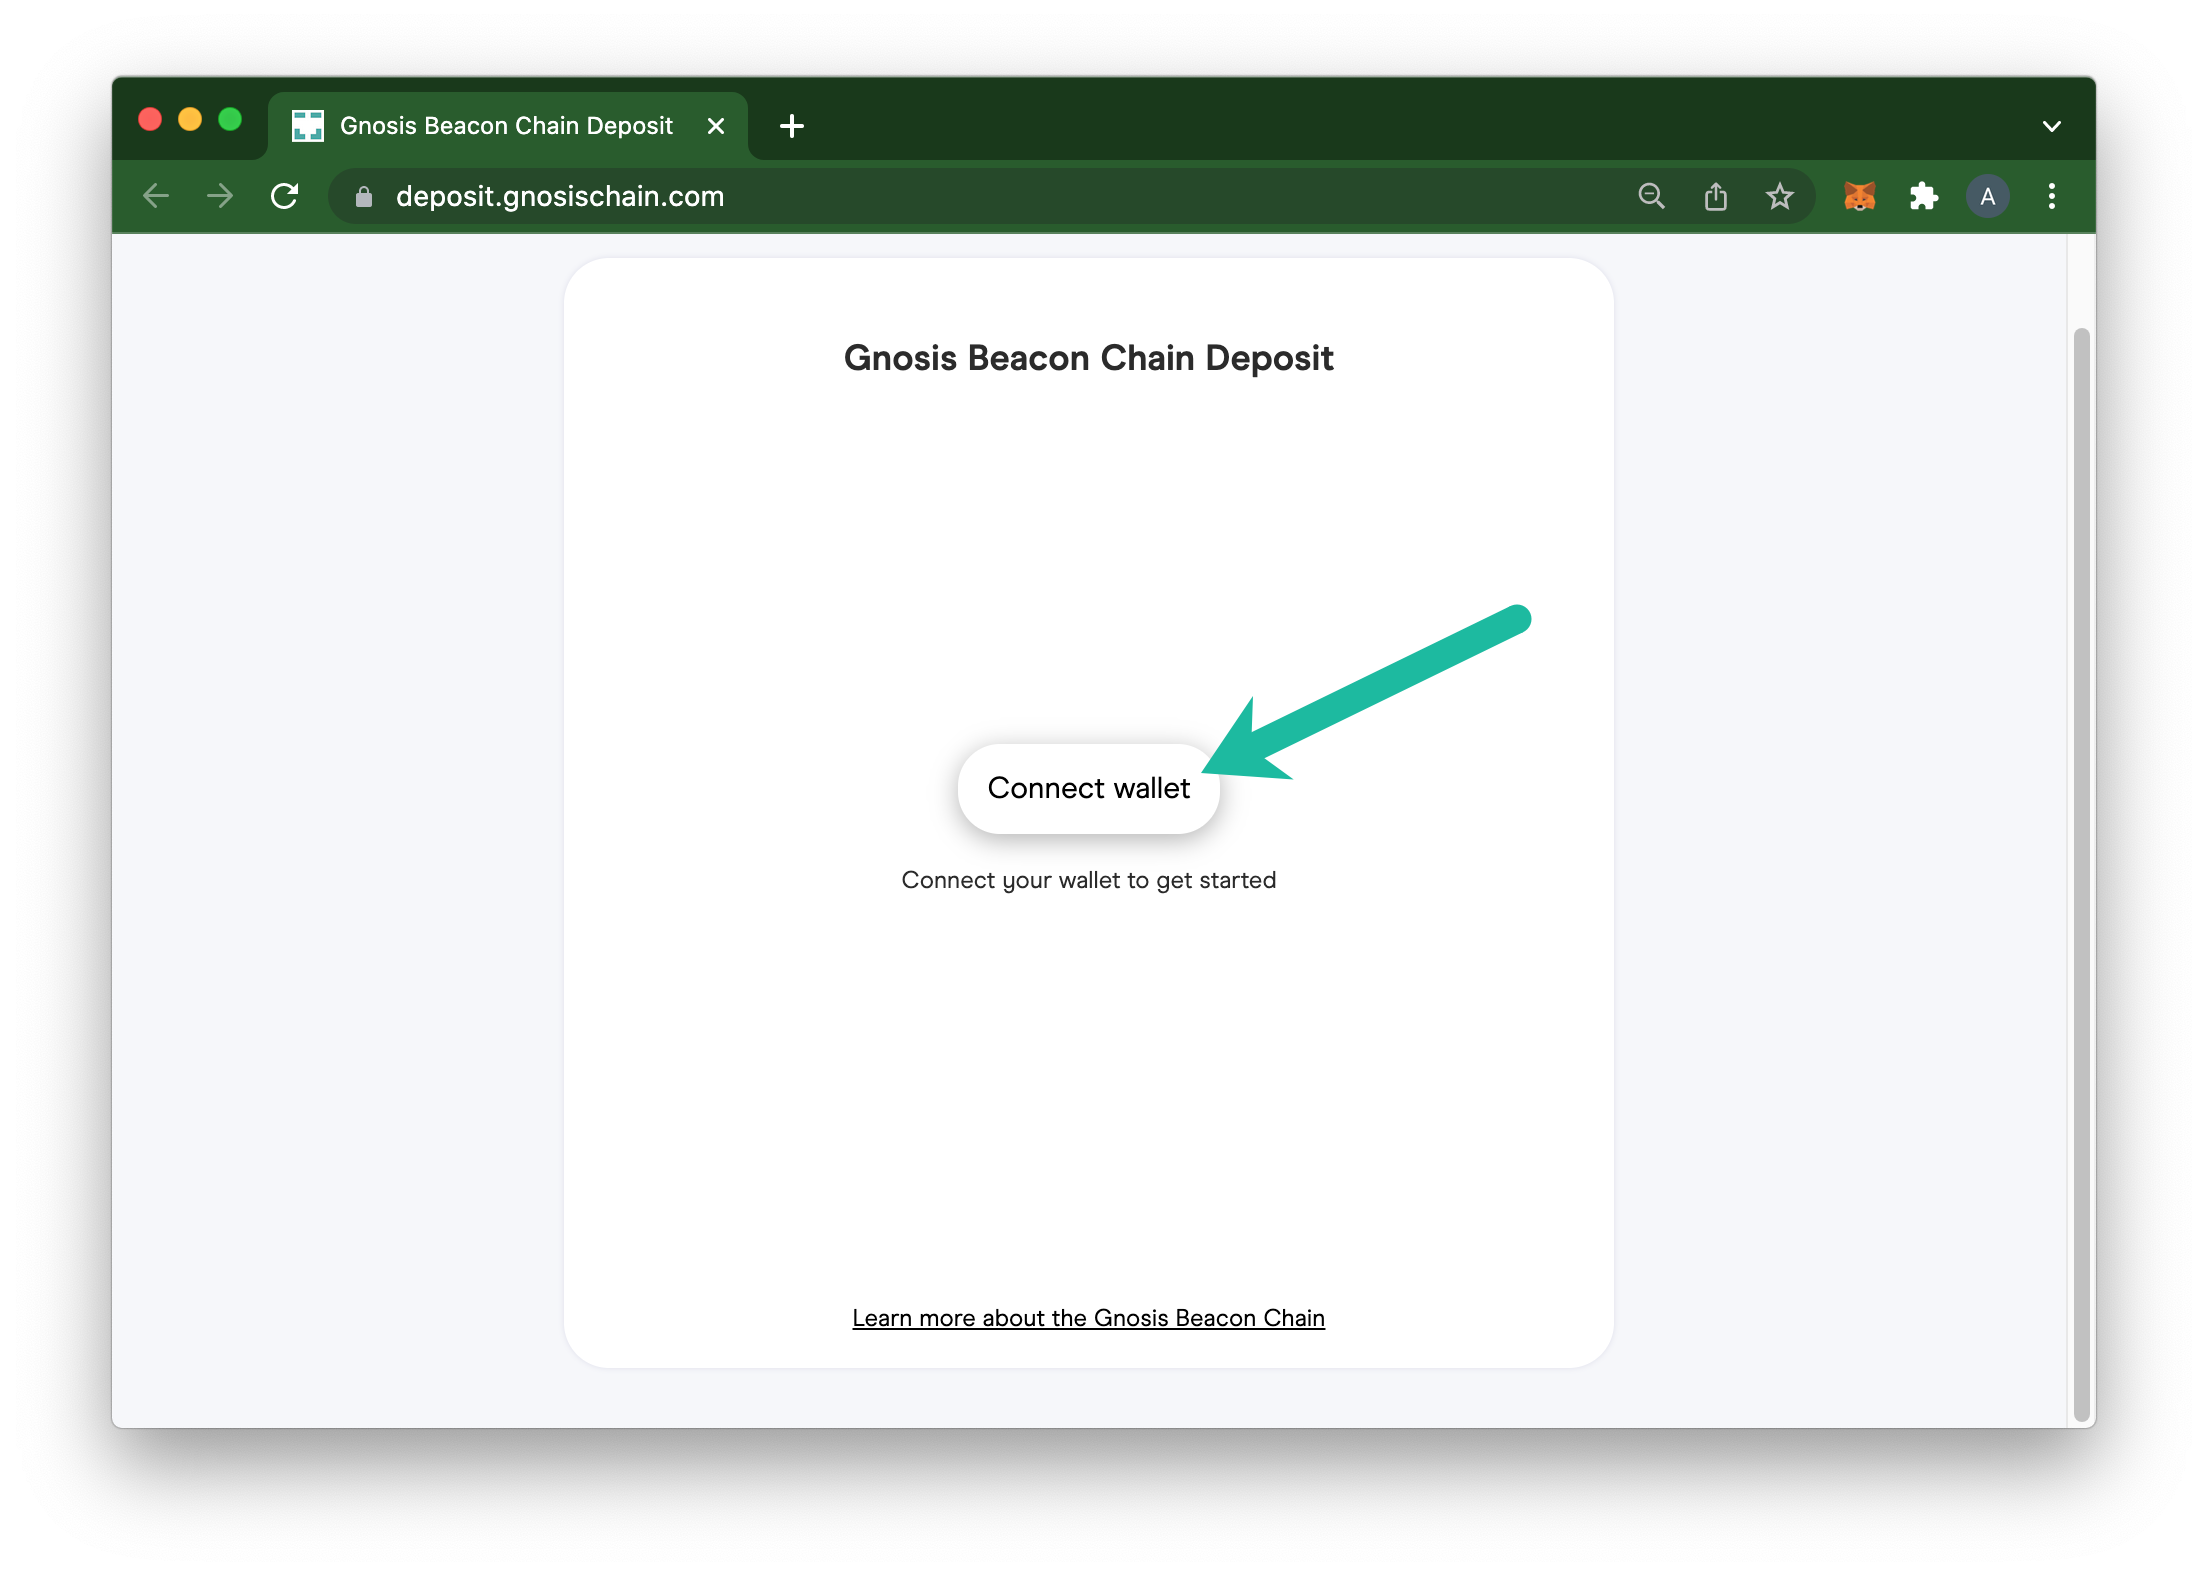 Gnosis Beacon Chain Deposit
deposit.gnosischain.com
A
Gnosis Beacon Chain Deposit
Connect wallet
Connect your wallet to get started
Learn more about the Gnosis Beacon Chain